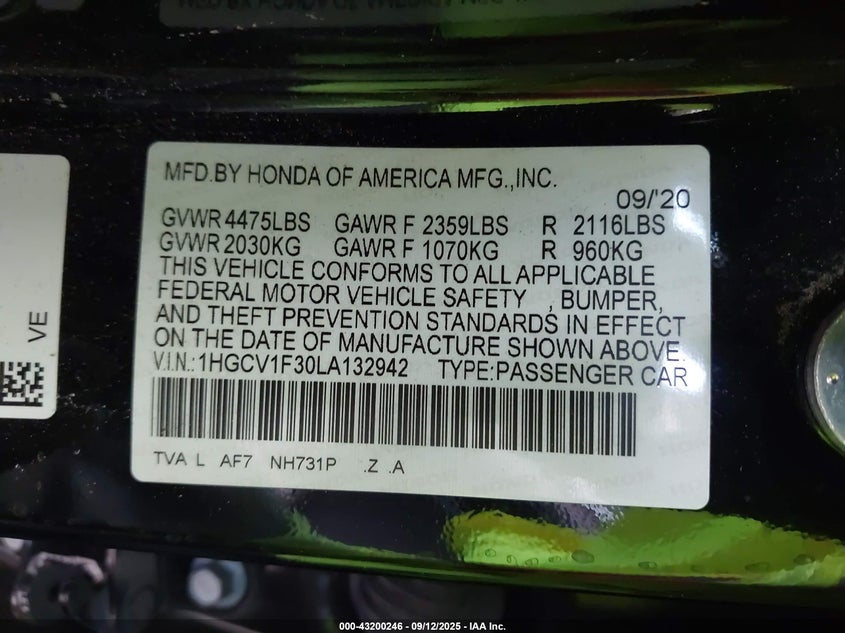 MFD.BY HONDA OF AMERICA MFG.,INC.
09/'20
GVWR 4475LBS GAWR F 2359LBS R 2116LBS
GVWR 2030KG GAWR F 1070KG R 960KG
THIS VEHICLE CONFORMS TO ALL APPLICABLE
FEDERAL MOTOR VEHICLE SAFETY , BUMPER,
AND THEFT PREVENTION STANDARDS IN EFFECT
ON THE DATE OF MANUFACTURE SHOWN ABOVE.
V.I.N.:1HGCV1F30LA132942 TYPE:PASSENGER CAR
TVA L AF7 NH731P .Z .A
VE
000-43200246 - 09/12/2025 - IAA Inc.